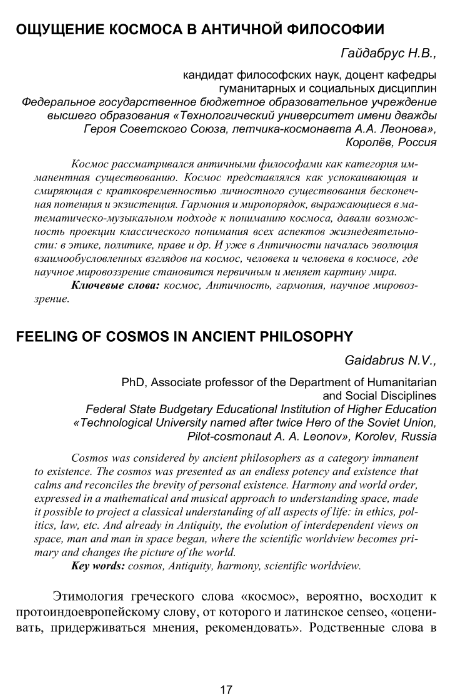 ОЩУЩЕНИЕ КОСМОСА В АНТИЧНОЙ ФИЛОСОФИИ
Гайдабрус Н.В.,
кандидат философских наук, доцент кафедры
гуманитарных и социальных дисциплин
Федеральное государственное бюджетное образовательное учреждение
высшего образования «Технологический университет имени дважды
Героя Советского Союза, летчика-космонавта А.А. Леонова»,
Королёв, Россия
Космос рассматривался античными философами как категория им-
манентная существованию. Космос представлялся как успокаивающая и
смиряющая с кратковременностью личностного существования бесконеч-
ная потенция и экзистенция. Гармония и миропорядок, выражающиеся в ма-
тематическо-музыкальном подходе к пониманию космоса, давали возмож-
ность проекции классического понимания всех аспектов жизнедеятельно-
сти: в этике, политике, праве и др. И уже в Античности началась эволюция
взаимообусловленных взглядов на космос, человека и человека в космосе, где
научное мировоззрение становится первичным и меняет картину мира.
Ключевые слова: космос, Античность, гармония, научное мировоз-
зрение.
FEELING OF COSMOS IN ANCIENT PHILOSOPHY
Gaidabrus N.V.,
PhD, Associate professor of the Department of Humanitarian
and Social Disciplines
Federal State Budgetary Educational Institution of Higher Education
«Technological University named after twice Hero of the Soviet Union,
Pilot-cosmonaut A. A. Leonov», Korolev, Russia
Cosmos was considered by ancient philosophers as a category immanent
to existence. The cosmos was presented as an endless potency and existence that
calms and reconciles the brevity of personal existence. Harmony and world order,
expressed in a mathematical and musical approach to understanding space, made
it possible to project a classical understanding of all aspects of life: in ethics, pol-
itics, law, etc. And already in Antiquity, the evolution of interdependent views on
space, man and man in space began, where the scientific worldview becomes pri-
mary and changes the picture of the world.
Key words: cosmos, Antiquity, harmony, scientific worldview.
Этимология греческого слова «космос», вероятно, восходит к
протоиндоевропейскому слову, от которого и латинское censeo, «оцени-
вать, придерживаться мнения, рекомендовать». Родственные слова в
17